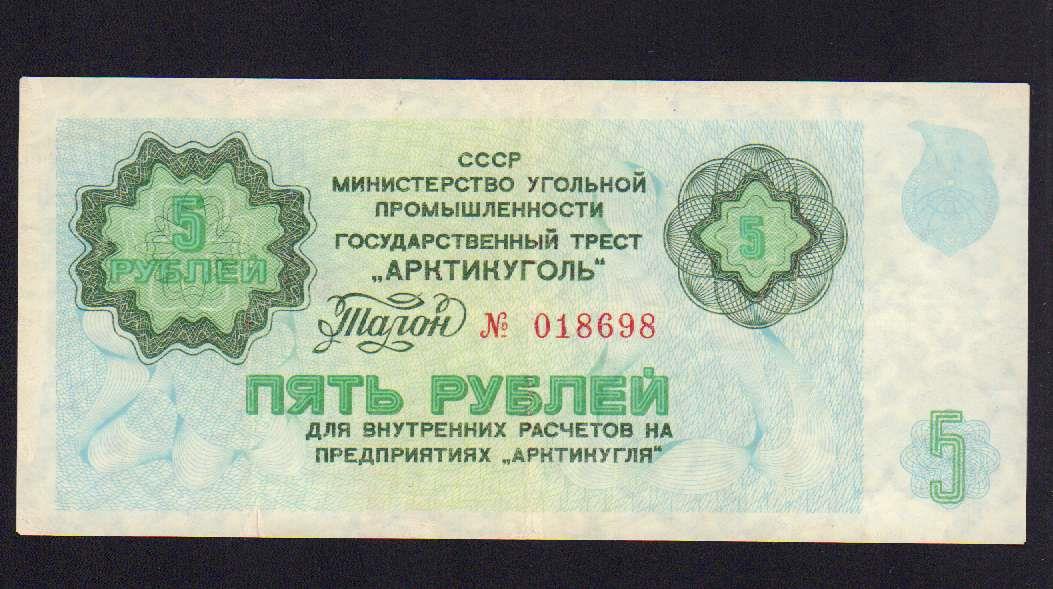 СССР
МИНИСТЕРСТВО УГОЛЬНОЙ
ПРОМЫШЛЕННОСТИ
ГОСУДАРСТВЕННЫЙ ТРЕСТ
„АРКТИКУГОЛЬ"
Талон № 018698
5
РУБЛЕЙ
5
ПЯТЬ РУБЛЕЙ
ДЛЯ ВНУТРЕННИХ РАСЧЕТОВ НА
ПРЕДПРИЯТИЯХ „АРКТИКУГЛЯ"
5